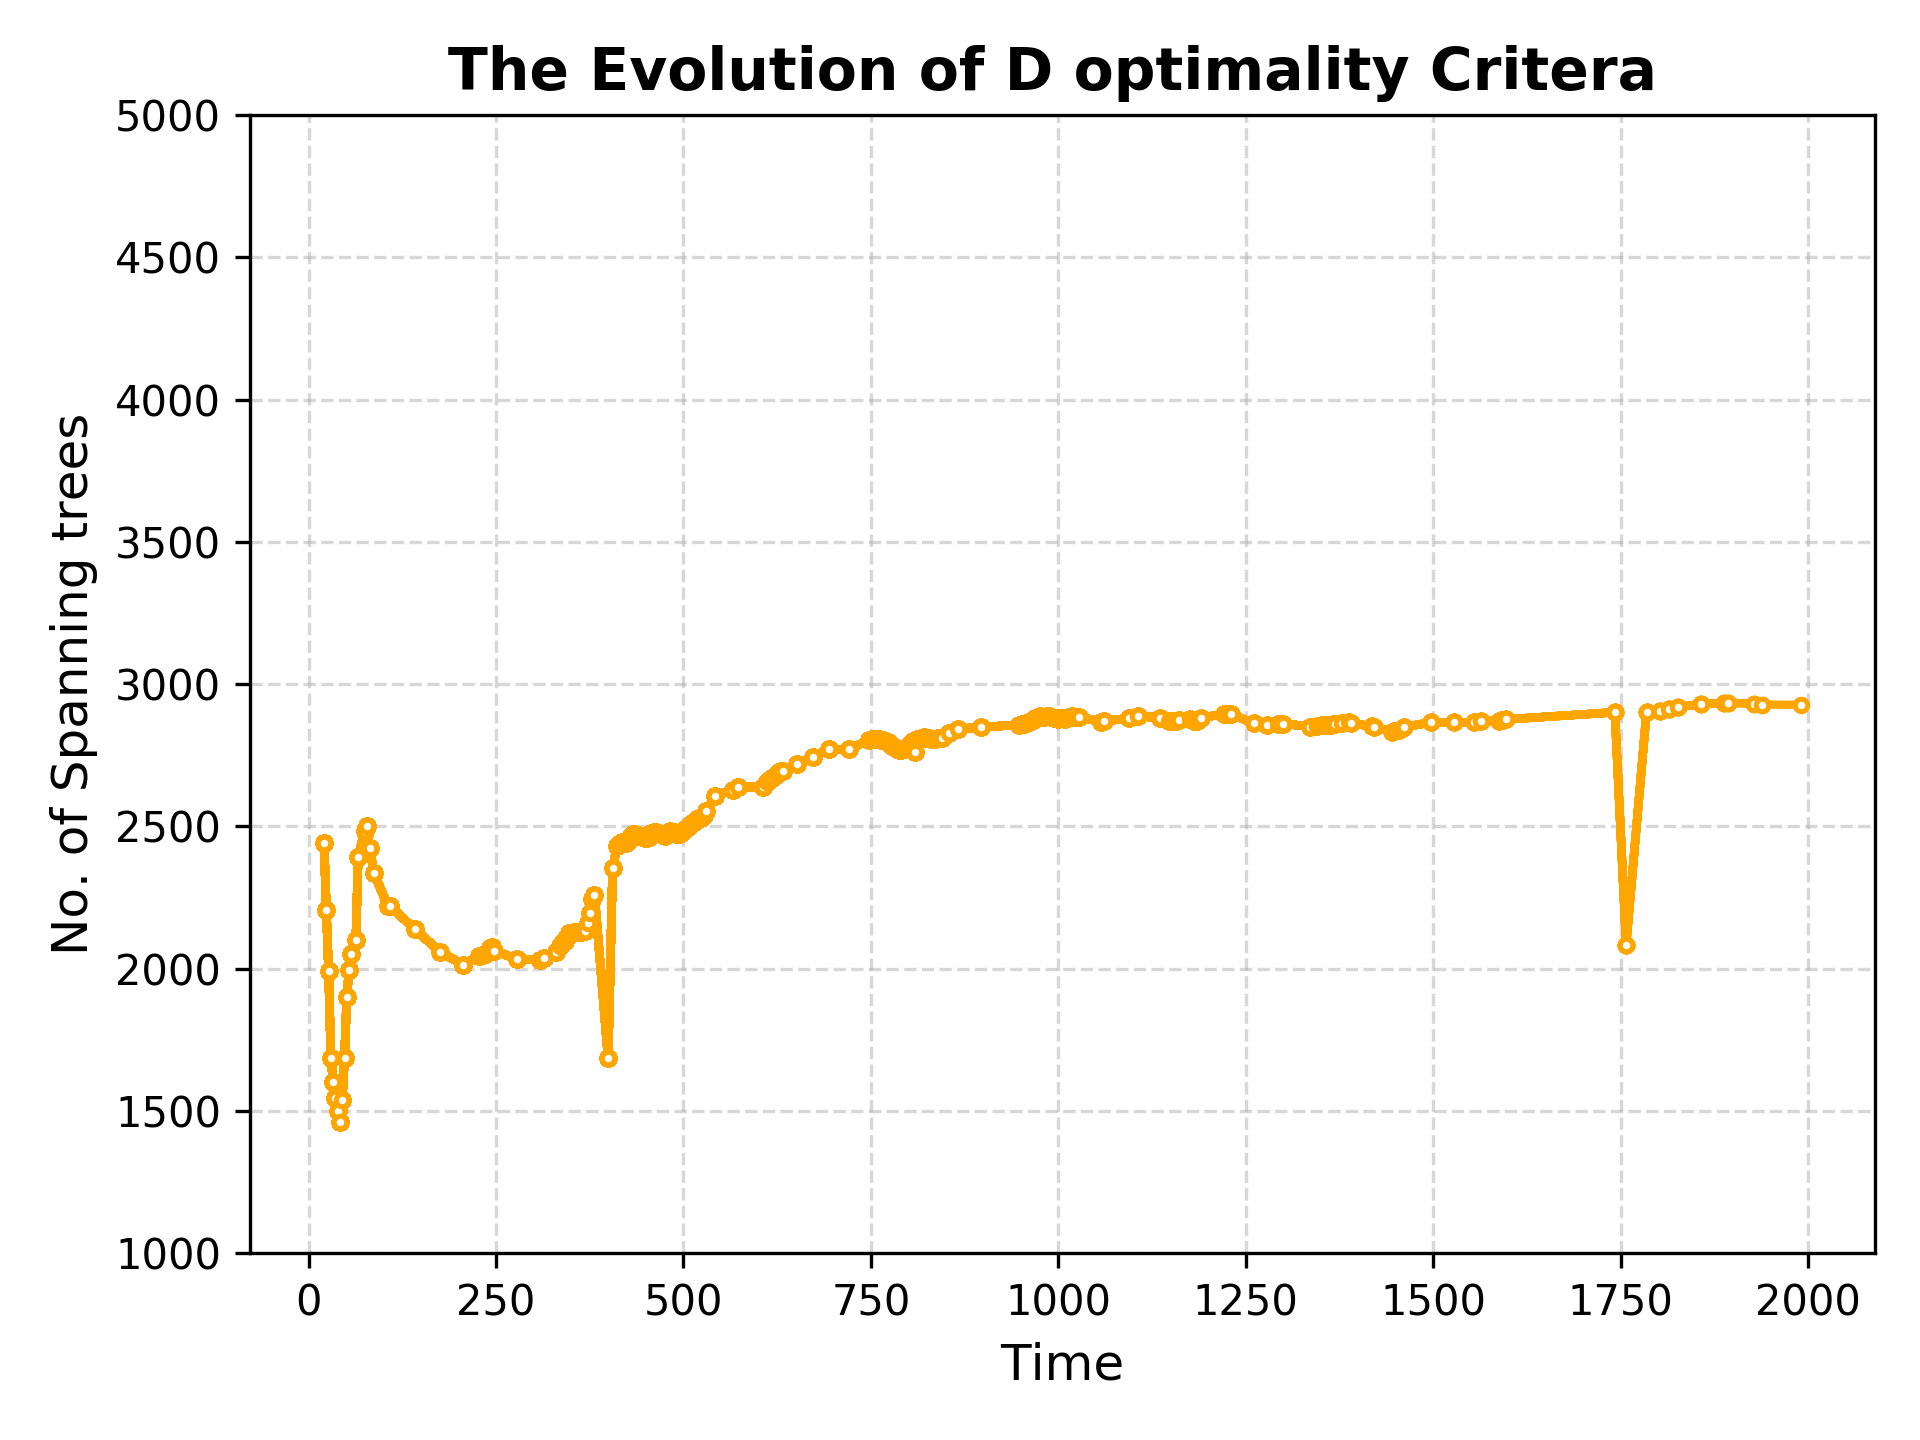 The Evolution of D optimality Critera
5000
4500
4000
3500
3000
2500
2000
1500
1000
No. of Spanning trees
0 250 500 750 1000 1250 1500 1750 2000
Time